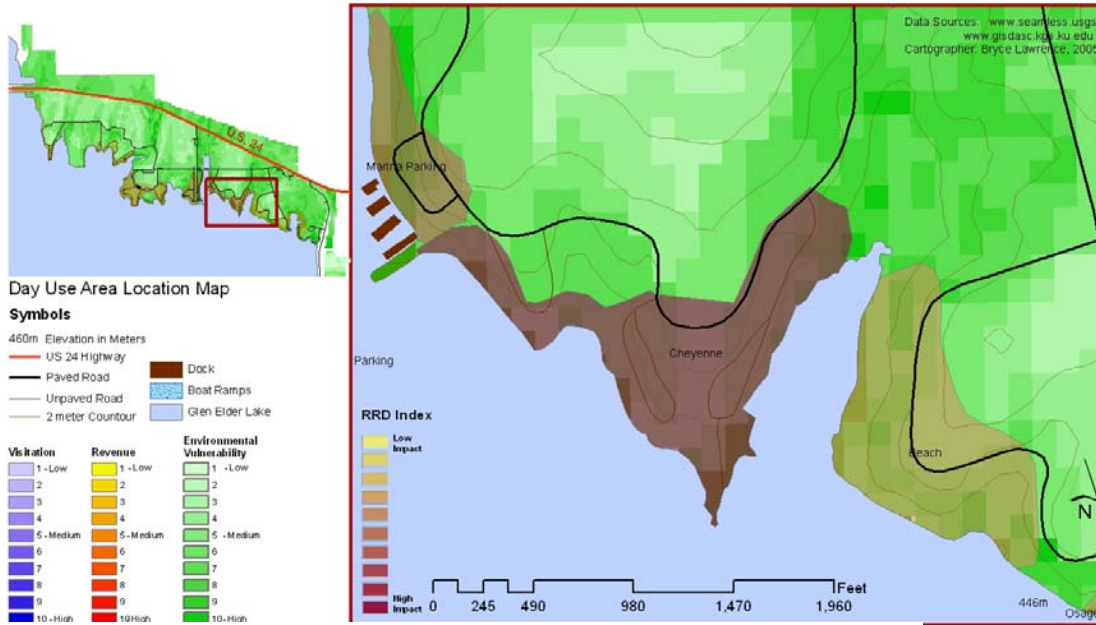 U.S. 24
Day Use Area Location Map
Symbols
460m Elevation in Meters
US 24 Highway
Paved Road
Unpaved Road
2 meter Countour
Dock
Boat Ramps
Glen Elder Lake
Visitation
1 - Low
2
3
4
5 - Medium
6
7
8
9
10 - High
Revenue
1 - Low
2
3
4
5 - Medium
6
7
8
9
10 High
Environmental
Vulnerability
1 - Low
2
3
4
5 - Medium
6
7
8
9
10 - High
Data Sources: www.seamless.usgs
www.gisdasc.kgs.ku.edu
Cartographer: Bryce Lawrence, 2005
Marina Parking
Parking
Cheyenne
Beach
RRD Index
Low
Impact
High
Impact
Feet
0 245 490 980 1,470 1,960
N
446m
Osage